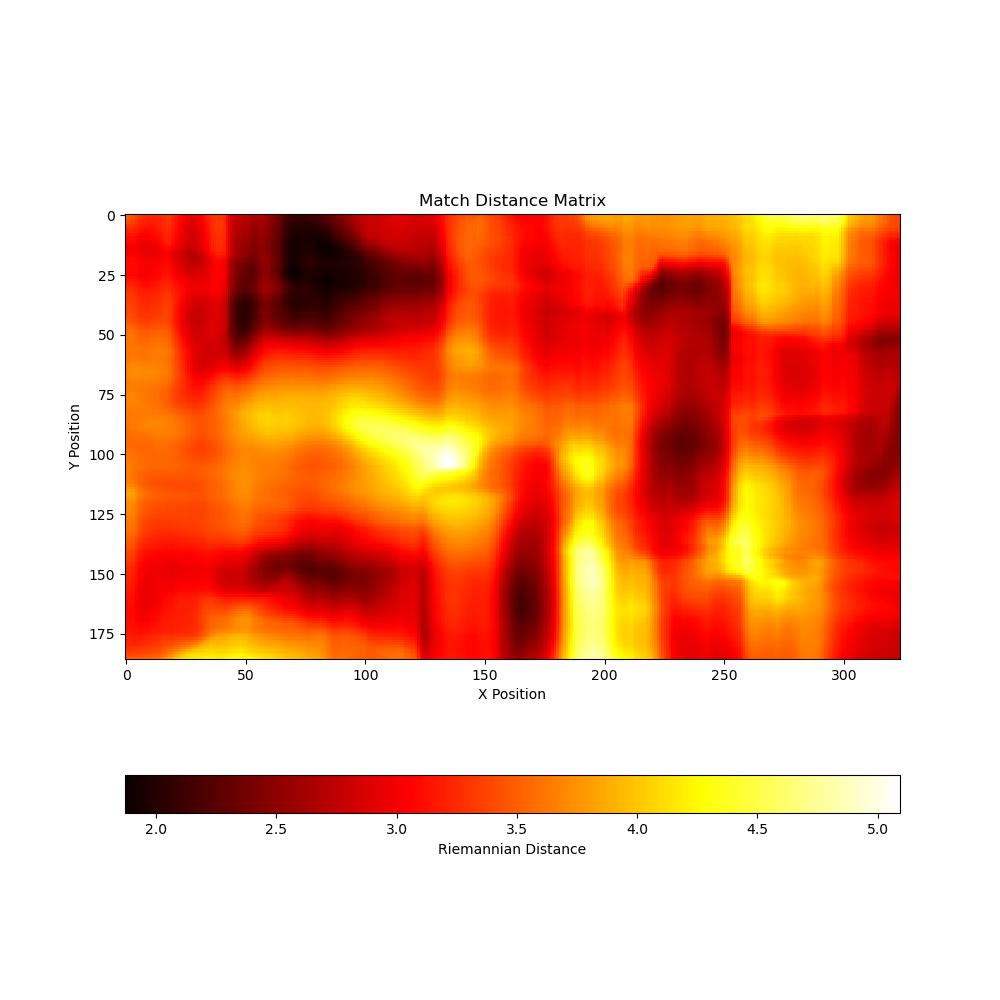 Match Distance Matrix
0
25
50
75
100
125
150
175
Y Position
0 50 100 150 200 250 300
X Position
2.0 2.5 3.0 3.5 4.0 4.5 5.0
Riemannian Distance